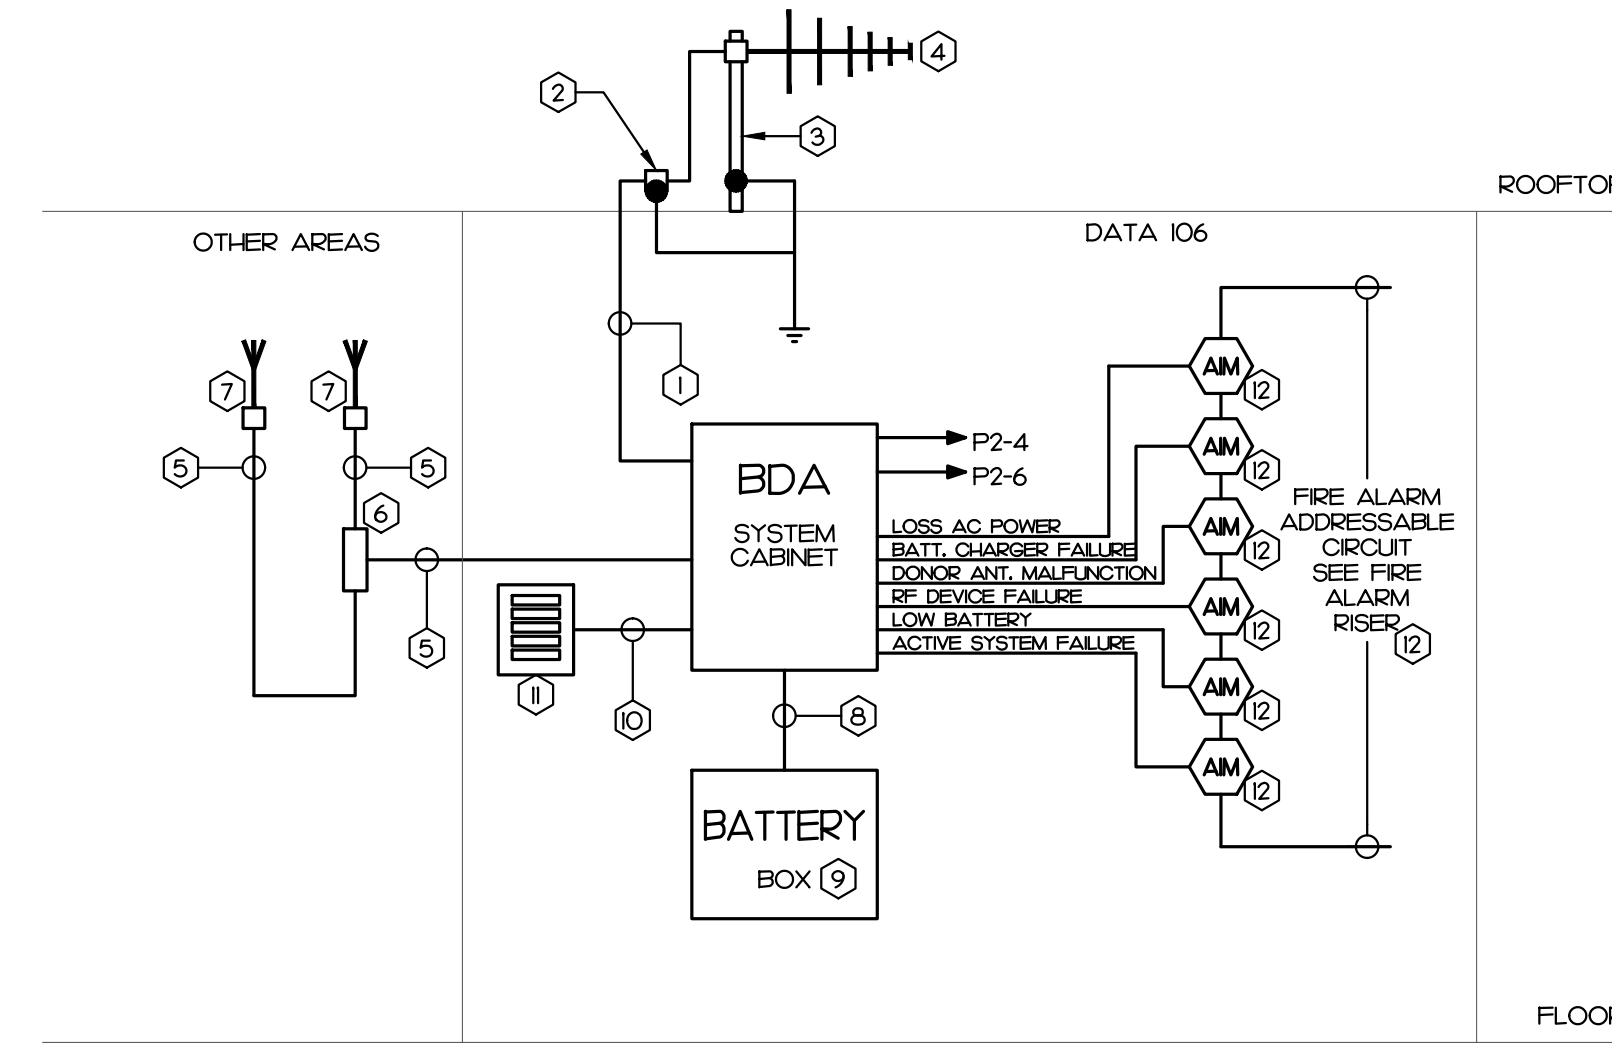 4
2
3
ROOFTOP
OTHER AREAS
DATA 106
1
7
7
AIM
12
5
5
6
5
P2-4
P2-6
BDA
SYSTEM
CABINET
LOSS AC POWER
BATT. CHARGER FAILURE
DONOR ANT. MALFUNCTION
RF DEVICE FAILURE
LOW BATTERY
ACTIVE SYSTEM FAILURE
AIM
12
AIM
12
AIM
12
AIM
12
AIM
12
FIRE ALARM
ADDRESSABLE
CIRCUIT
SEE FIRE
ALARM
RISER
12
11
10
8
BATTERY
BOX 9
FLOOR